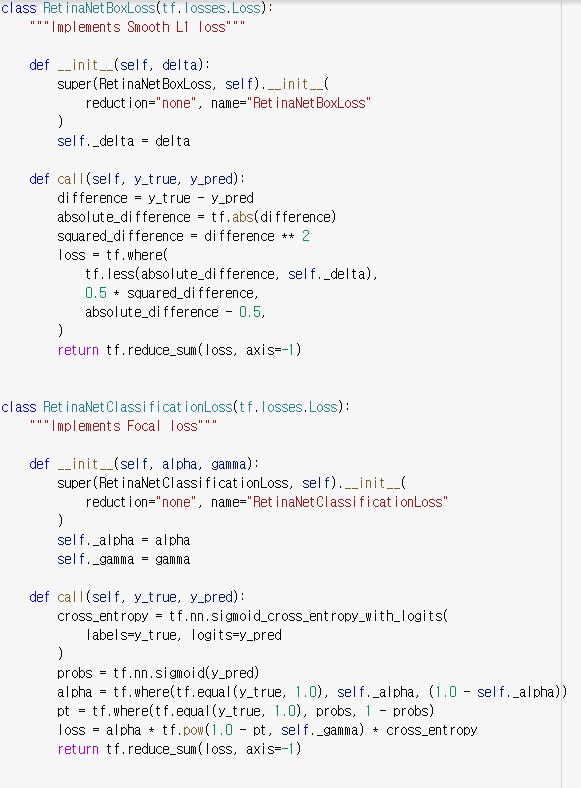 class RetinaNetBoxLoss(tf.losses.Loss):
    """Implements Smooth L1 loss"""

    def __init__(self, delta):
        super(RetinaNetBoxLoss, self).__init__(
            reduction="none", name="RetinaNetBoxLoss"
        )
        self._delta = delta

    def call(self, y_true, y_pred):
        difference = y_true - y_pred
        absolute_difference = tf.abs(difference)
        squared_difference = difference ** 2
        loss = tf.where(
            tf.less(absolute_difference, self._delta),
            0.5 * squared_difference,
            absolute_difference - 0.5,
        )
        return tf.reduce_sum(loss, axis=-1)


class RetinaNetClassificationLoss(tf.losses.Loss):
    """Implements Focal loss"""

    def __init__(self, alpha, gamma):
        super(RetinaNetClassificationLoss, self).__init__(
            reduction="none", name="RetinaNetClassificationLoss"
        )
        self._alpha = alpha
        self._gamma = gamma

    def call(self, y_true, y_pred):
        cross_entropy = tf.nn.sigmoid_cross_entropy_with_logits(
            labels=y_true, logits=y_pred
        )
        probs = tf.nn.sigmoid(y_pred)
        alpha = tf.where(tf.equal(y_true, 1.0), self._alpha, (1.0 - self._alpha))
        pt = tf.where(tf.equal(y_true, 1.0), probs, 1 - probs)
        loss = alpha * tf.pow(1.0 - pt, self._gamma) * cross_entropy
        return tf.reduce_sum(loss, axis=-1)